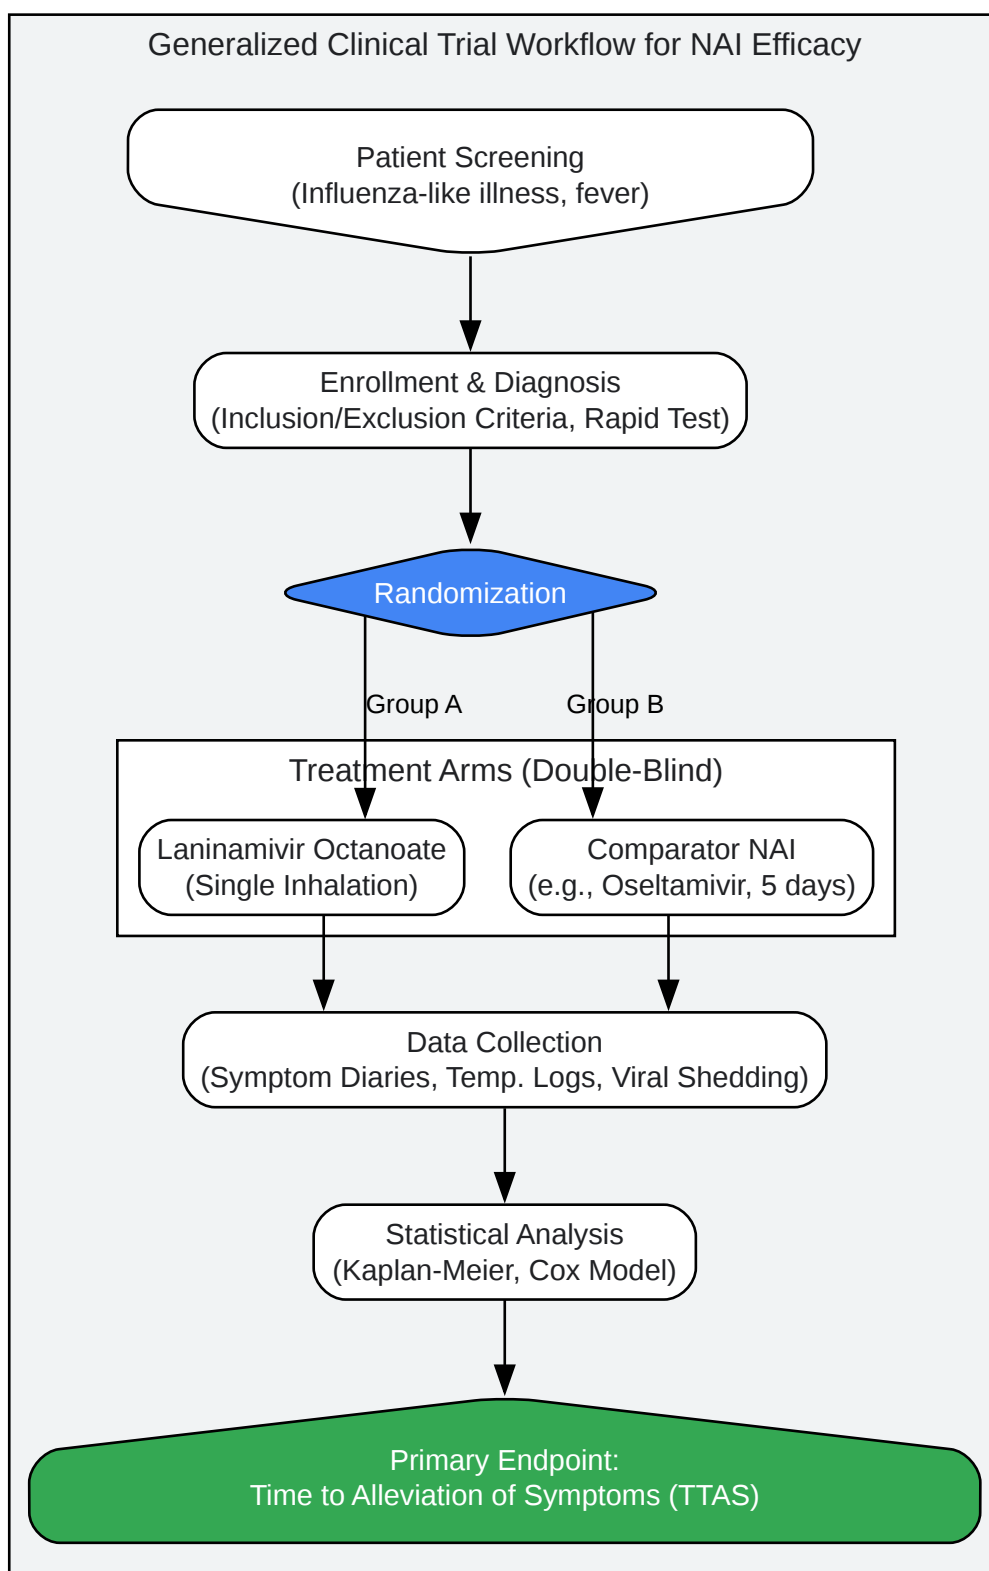 Generalized Clinical Trial Workflow for NAI Efficacy
Patient Screening
(Influenza-like illness, fever)
Enrollment & Diagnosis
(Inclusion/Exclusion Criteria, Rapid Test)
Randomization
Group A
Group B
Treatment Arms (Double-Blind)
Laninamivir Octanoate
(Single Inhalation)
Comparator NAI
(e.g., Oseltamivir, 5 days)
Data Collection
(Symptom Diaries, Temp. Logs, Viral Shedding)
Statistical Analysis
(Kaplan-Meier, Cox Model)
Primary Endpoint:
Time to Alleviation of Symptoms (TTAS)